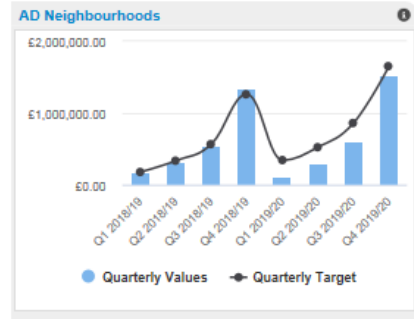 AD Neighbourhoods
£2,000,000.00
£1,000,000.00
£0.00
Q1 2018/19
Q2 2018/19
Q3 2018/19
Q4 2018/19
Q1 2019/20
Q2 2019/20
Q3 2019/20
Q4 2019/20
Quarterly Values
Quarterly Target